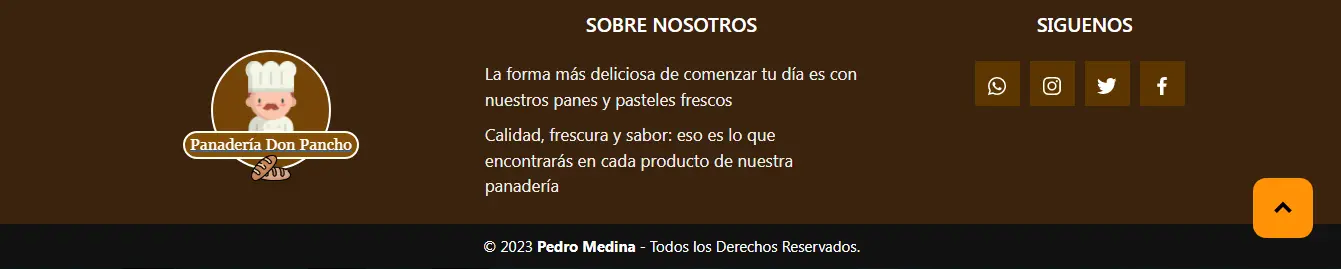 Panadería Don Pancho
SOBRE NOSOTROS
La forma más deliciosa de comenzar tu día es con
nuestros panes y pasteles frescos
Calidad, frescura y sabor: eso es lo que
encontrarás en cada producto de nuestra
panadería
SIGUENOS
© 2023 Pedro Medina - Todos los Derechos Reservados.